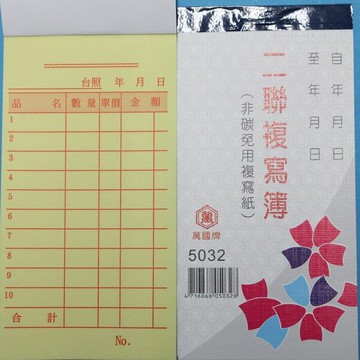 台照 年 月 日
品 名 數量 單價 金 額
1
2
3
4
5
6
7
8
9
10
合 計
No.
自 年 月 日
至 年 月 日
二聯複寫簿
(非碳免用複寫紙)
萬
萬國牌
5032
4716868050328